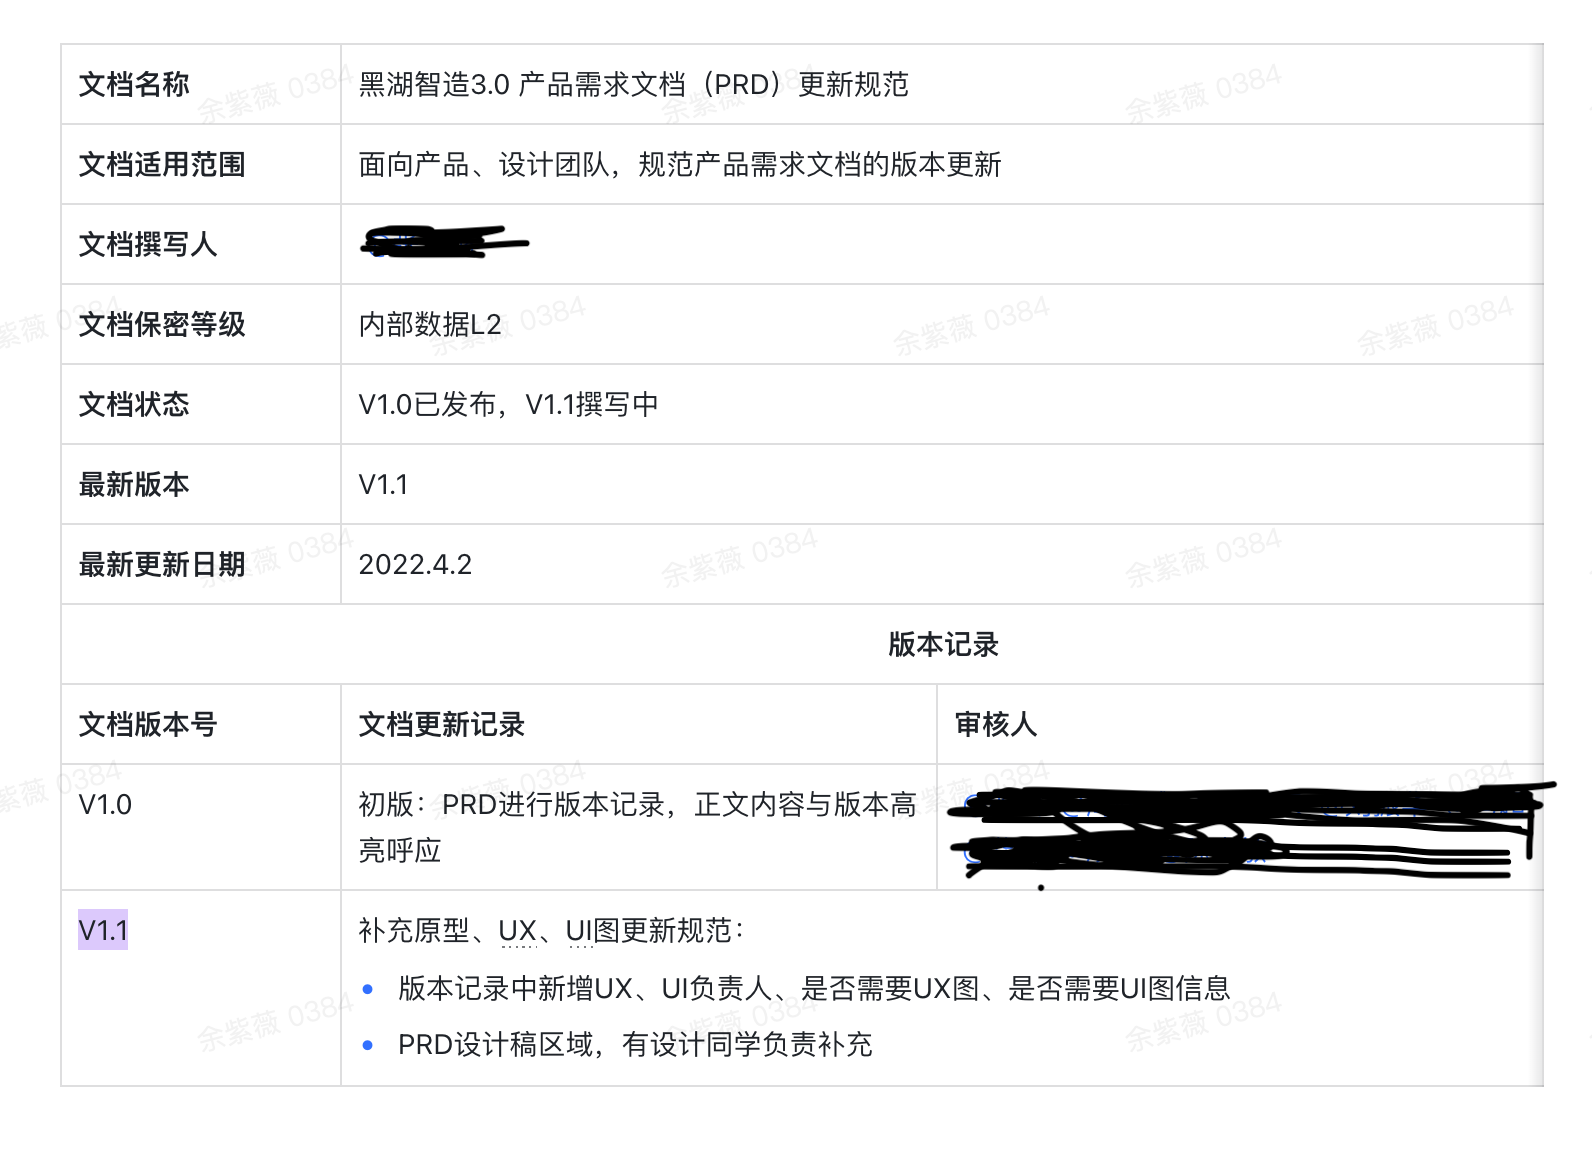 文档名称 黑湖智造3.0 产品需求文档（PRD）更新规范
文档适用范围 面向产品、设计团队，规范产品需求文档的版本更新
文档撰写人
文档保密等级 内部数据L2
文档状态 V1.0已发布，V1.1撰写中
最新版本 V1.1
最新更新日期 2022.4.2
版本记录
文档版本号 文档更新记录 审核人
V1.0 初版：PRD进行版本记录，正文内容与版本高
亮呼应
V1.1 补充原型、UX、UI图更新规范：
• 版本记录中新增UX、UI负责人、是否需要UX图、是否需要UI图信息
• PRD设计稿区域，有设计同学负责补充
余紫薇 0384